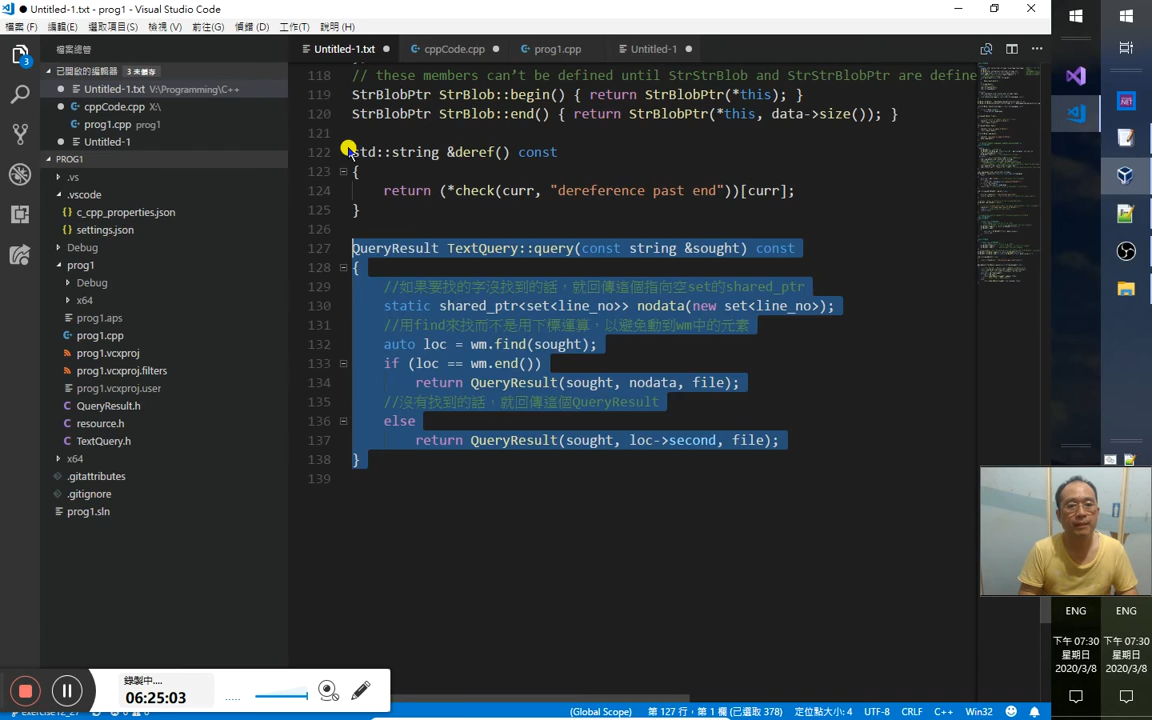 Untitled-1.txt - prog1 - Visual Studio Code
檔案 (F) 編輯(E) 選取項目(S) 檢視 (V) 前往(G) 偵錯 (D) 工作(T) 說明 (H)
檔案總管
Untitled-1.txt cppCode.cpp prog1.cpp Untitled-1
3
已開啟的編輯器 3 未儲存
Untitled-1.txt V:\Programming\C++
cppCode.cpp X:\
prog1.cpp prog1
Untitled-1
PROG1
.vs
.vscode
c_cpp_properties.json
settings.json
Debug
prog1
Debug
x64
prog1.aps
prog1.cpp
prog1.vcxproj
prog1.vcxproj.filters
prog1.vcxproj.user
QueryResult.h
resource.h
TextQuery.h
x64
.gitattributes
.gitignore
prog1.sln
118 // these members can't be defined until StrStrBlob and StrStrBlobPtr are define
119 StrBlobPtr StrBlob::begin() { return StrBlobPtr(*this); }
120 StrBlobPtr StrBlob::end() { return StrBlobPtr(*this, data->size()); }
121
122 std::string &deref() const
123 {
124 return (*check(curr, "dereference past end"))[curr];
125 }
126
127 QueryResult TextQuery::query(const string &sought) const
128 {
129 //如果要找的字沒找到的話，就回傳這個指向空set的shared_ptr
130 static shared_ptr<set<line_no>> nodata(new set<line_no>);
131 //用find來找而不是用下標運算，以避免動到wm中的元素
132 auto loc = wm.find(sought);
133 if (loc == wm.end())
134 return QueryResult(sought, nodata, file);
135 //沒有找到的話，就回傳這個QueryResult
136 else
137 return QueryResult(sought, loc->second, file);
138 }
139
錄製中....
06:25:03
(Global Scope) 第 127 行，第 1 欄 (已選取 378) 定位點大小: 4 UTF-8 CRLF C++ Win32
.NET
ENG ENG
下午 07:30 下午 07:30
星期日 星期日
2020/3/8 2020/3/8